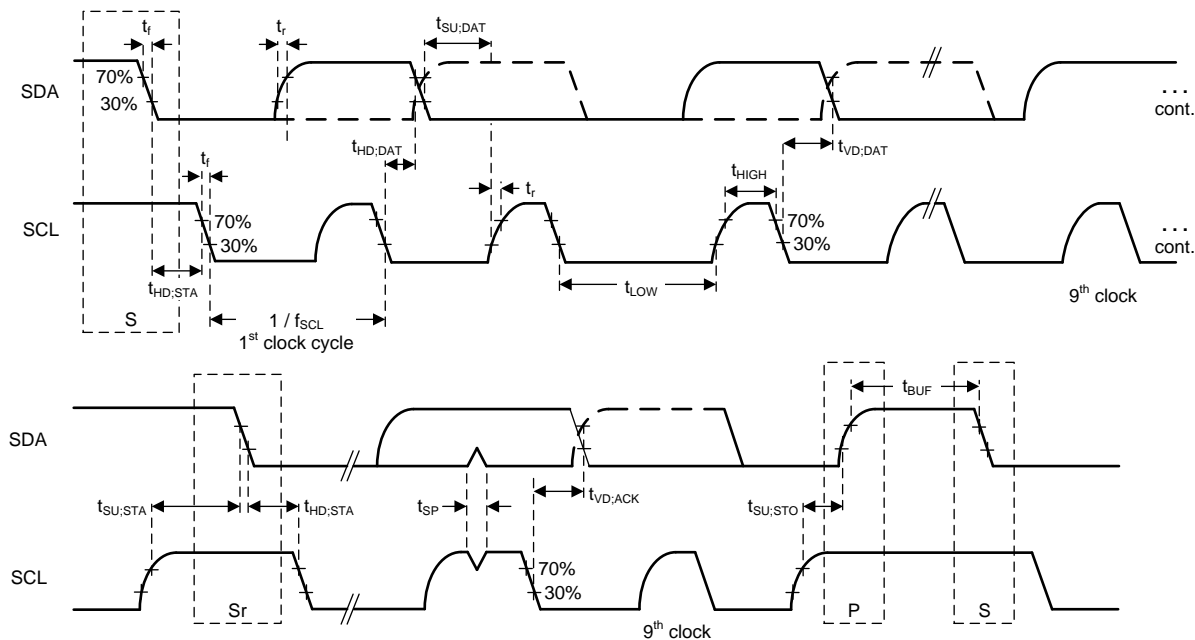 tf tr tSU;DAT
70%
SDA
30%
. . .
cont.
tf tHD;DAT tr tHIGH tVD;DAT
70%
SCL
30%
70%
30%
. . .
cont.
tHD;STA tLOW
9th clock
S
1 / fSCL
1st clock cycle
tBUF
SDA
tSU;STA tHD;STA tSP tVD;ACK tSU;STO
70%
SCL
30%
Sr P S
9th clock